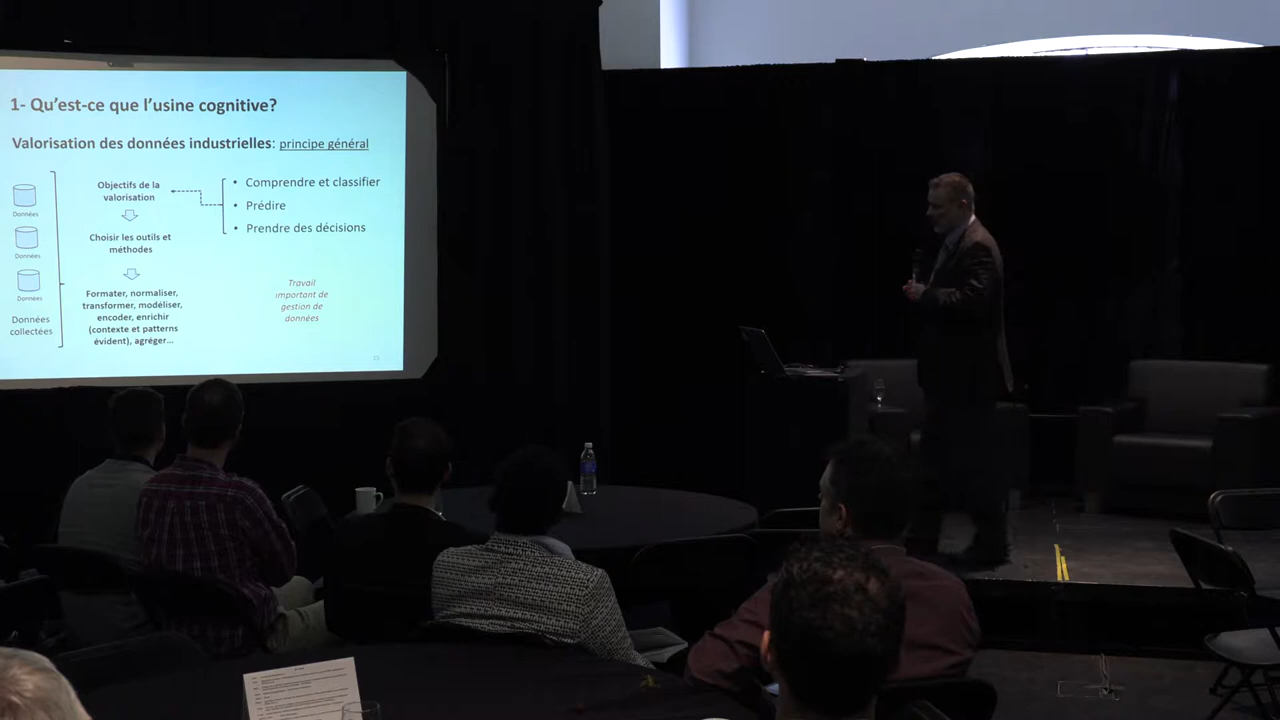 1- Qu'est-ce que l'usine cognitive?
Valorisation des données industrielles: principe général
Données
Données
Données
Données
collectées
Objectifs de la
valorisation
Choisir les outils et
méthodes
Formater, normaliser,
transformer, modéliser,
encoder, enrichir
(contexte et patterns
évident), agréger...
• Comprendre et classifier
• Prédire
• Prendre des décisions
Travail
important de
gestion de
données
15